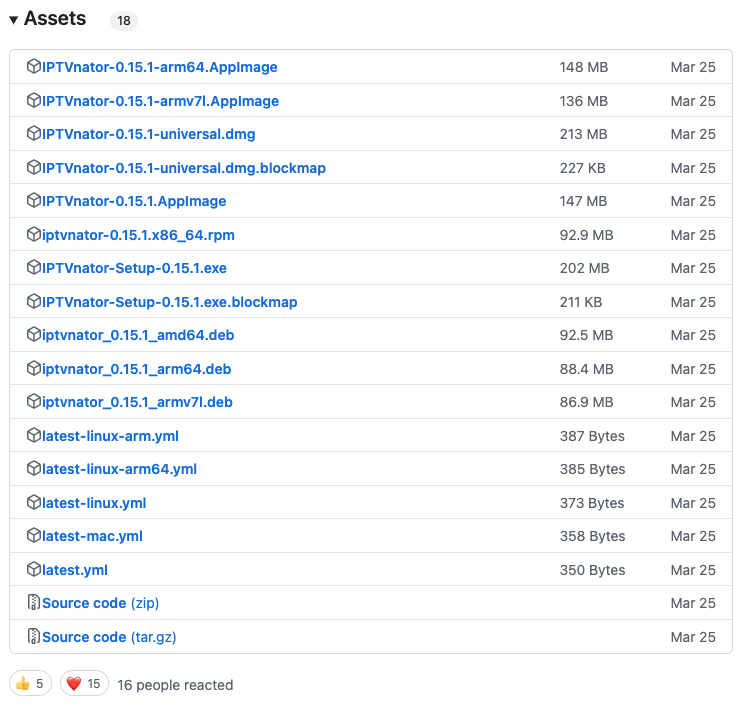 Assets 18
IPTVnator-0.15.1-arm64.AppImage 148 MB Mar 25
IPTVnator-0.15.1-armv7l.AppImage 136 MB Mar 25
IPTVnator-0.15.1-universal.dmg 213 MB Mar 25
IPTVnator-0.15.1-universal.dmg.blockmap 227 KB Mar 25
IPTVnator-0.15.1.AppImage 147 MB Mar 25
iptvnator-0.15.1.x86_64.rpm 92.9 MB Mar 25
IPTVnator-Setup-0.15.1.exe 202 MB Mar 25
IPTVnator-Setup-0.15.1.exe.blockmap 211 KB Mar 25
iptvnator_0.15.1_amd64.deb 92.5 MB Mar 25
iptvnator_0.15.1_arm64.deb 88.4 MB Mar 25
iptvnator_0.15.1_armv7l.deb 86.9 MB Mar 25
latest-linux-arm.yml 387 Bytes Mar 25
latest-linux-arm64.yml 385 Bytes Mar 25
latest-linux.yml 373 Bytes Mar 25
latest-mac.yml 358 Bytes Mar 25
latest.yml 350 Bytes Mar 25
Source code (zip) Mar 25
Source code (tar.gz) Mar 25
👍 5 ❤️ 15 16 people reacted